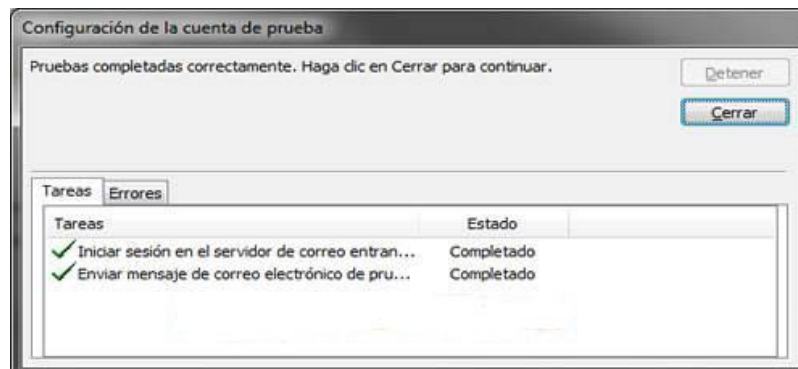 Configuración de la cuenta de prueba
Pruebas completadas correctamente. Haga clic en Cerrar para continuar.
Detener
Cerrar
Tareas Errores
Tareas Estado
Iniciar sesión en el servidor de correo entran... Completado
Enviar mensaje de correo electrónico de pru... Completado